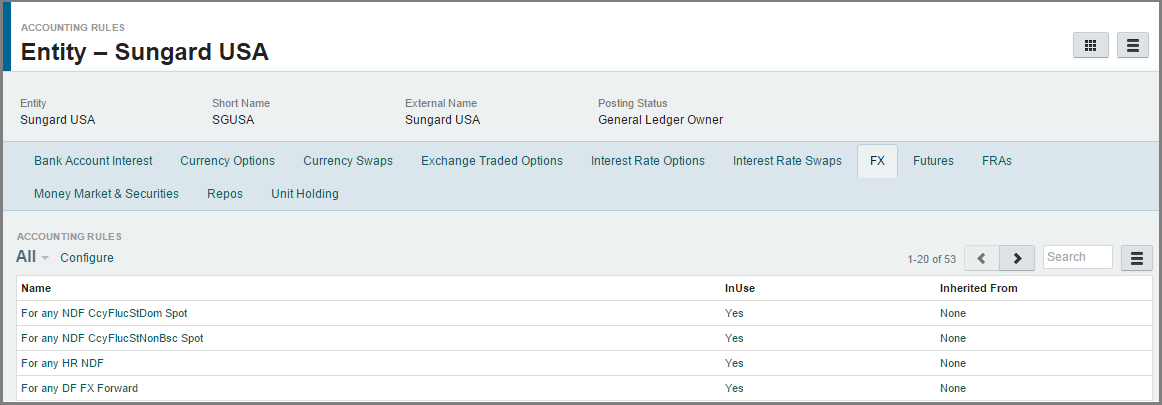 ACCOUNTING RULES
Entity – Sungard USA
Entity Short Name External Name Posting Status
Sungard USA SGUSA Sungard USA General Ledger Owner
Bank Account Interest Currency Options Currency Swaps Exchange Traded Options Interest Rate Options Interest Rate Swaps FX Futures FRAs
Money Market & Securities Repos Unit Holding
ACCOUNTING RULES
All Configure 1-20 of 53 Search
Name InUse Inherited From
For any NDF CcyFlucStDom Spot Yes None
For any NDF CcyFlucStNonBsc Spot Yes None
For any HR NDF Yes None
For any DF FX Forward Yes None